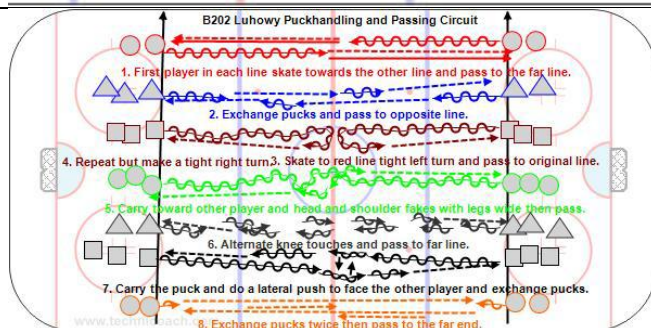 B202 Luhowy Puckhandling and Passing Circuit
1. First player in each line skate towards the other line and pass to the far line.
2. Exchange pucks and pass to opposite line.
4. Repeat but make a tight right turn. 3. Skate to red line tight left turn and pass to original line.
5. Carry toward other player and head and shoulder fakes with legs wide then pass.
6. Alternate knee touches and pass to far line.
7. Carry the puck and do a lateral push to face the other player and exchange pucks.
8. Exchange pucks twice then pass to the far end.